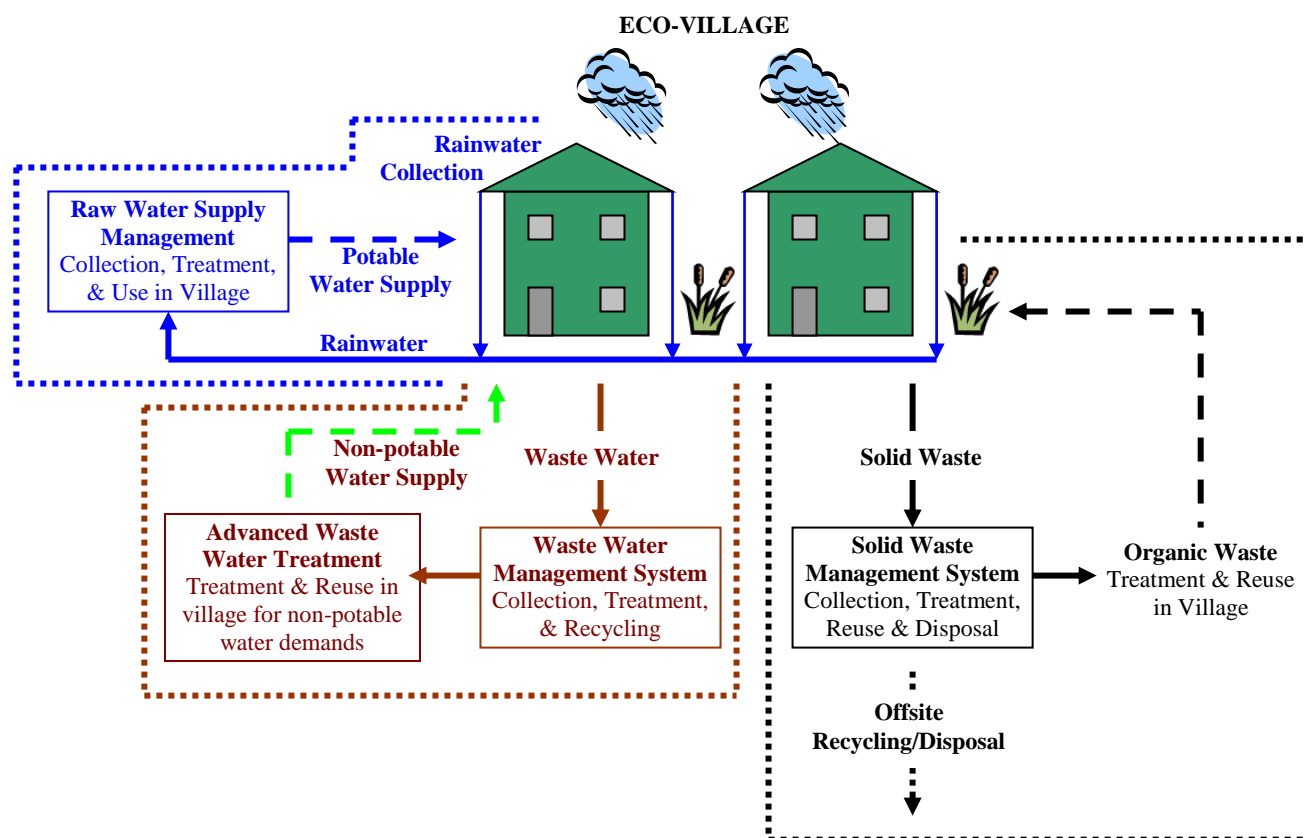 ECO-VILLAGE
Rainwater
Collection
Raw Water Supply
Management
Collection, Treatment,
& Use in Village
Potable
Water Supply
Rainwater
Non-potable
Water Supply
Waste Water
Solid Waste
Advanced Waste
Water Treatment
Treatment & Reuse in
village for non-potable
water demands
Waste Water
Management System
Collection, Treatment,
& Recycling
Solid Waste
Management System
Collection, Treatment,
Reuse & Disposal
Organic Waste
Treatment & Reuse
in Village
Offsite
Recycling/Disposal